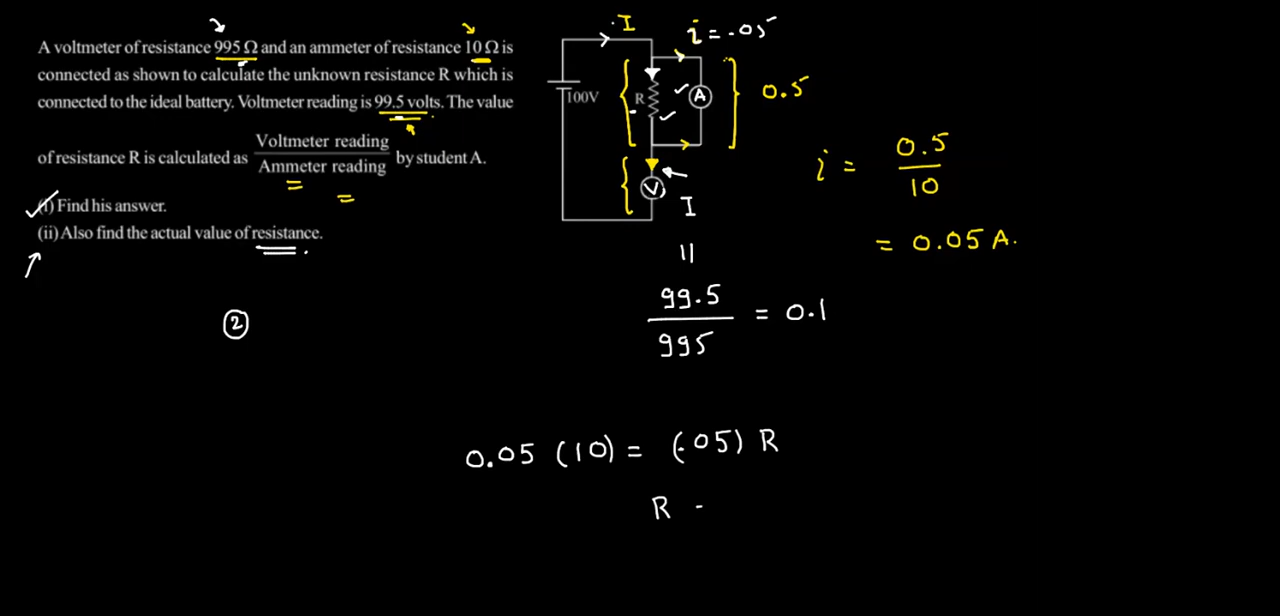 A voltmeter of resistance 995 Ω and an ammeter of resistance 10 Ω is
connected as shown to calculate the unknown resistance R which is
connected to the ideal battery. Voltmeter reading is 99.5 volts. The value
of resistance R is calculated as Voltmeter reading / Ammeter reading by student A.
(i) Find his answer.
(ii) Also find the actual value of resistance.
I
i = .05
100V
R
A
0.5
V
I
=
99.5 / 995 = 0.1
i = 0.5 / 10
= 0.05 A.
2
0.05 (10) = (.05) R
R -